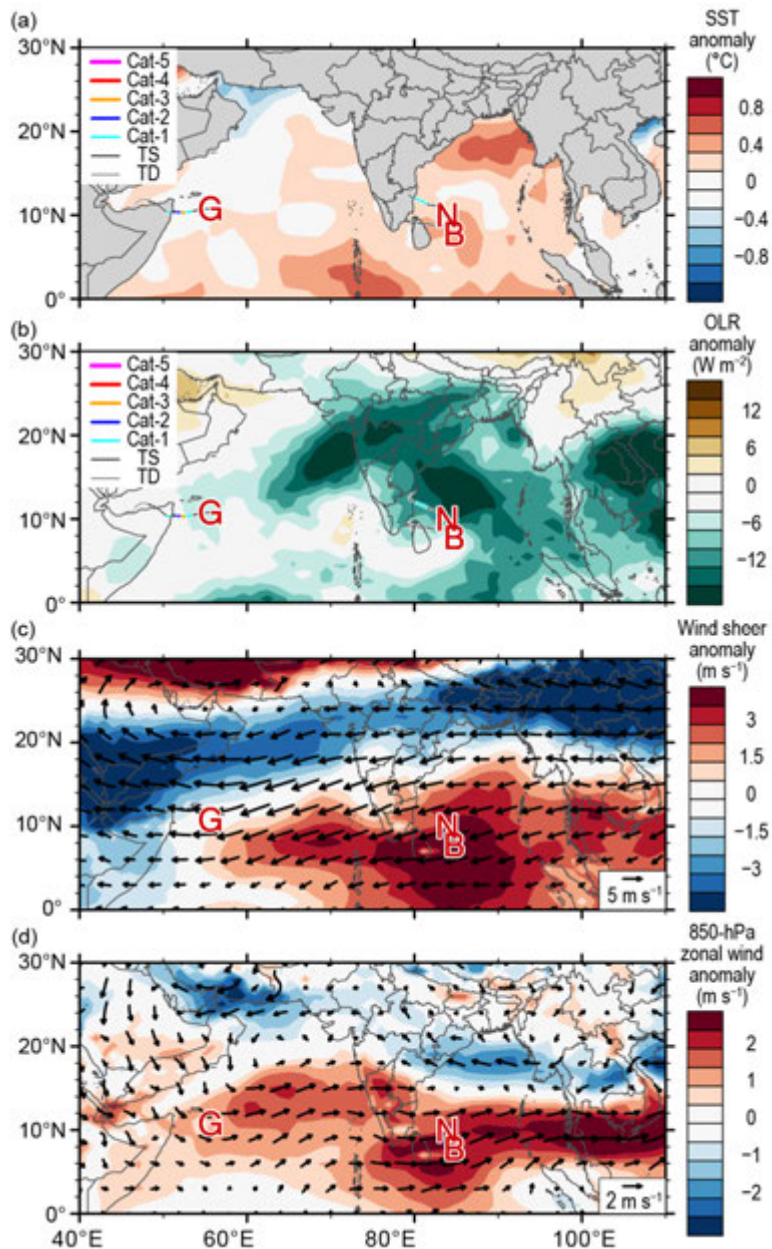 (a)
SST
anomaly
(°C)
30°N
20°N
10°N
0°
Cat-5
Cat-4
Cat-3
Cat-2
Cat-1
TS
TD
G
N
B
0.8
0.4
0
−0.4
−0.8
(b)
OLR
anomaly
(W m⁻²)
30°N
20°N
10°N
0°
Cat-5
Cat-4
Cat-3
Cat-2
Cat-1
TS
TD
G
N
B
12
6
0
−6
−12
(c)
Wind sheer
anomaly
(m s⁻¹)
30°N
20°N
10°N
0°
G
N
B
5 m s⁻¹
3
1.5
0
−1.5
−3
(d)
850-hPa
zonal wind
anomaly
(m s⁻¹)
30°N
20°N
10°N
0°
G
N
B
2 m s⁻¹
2
1
0
−1
−2
40°E
60°E
80°E
100°E